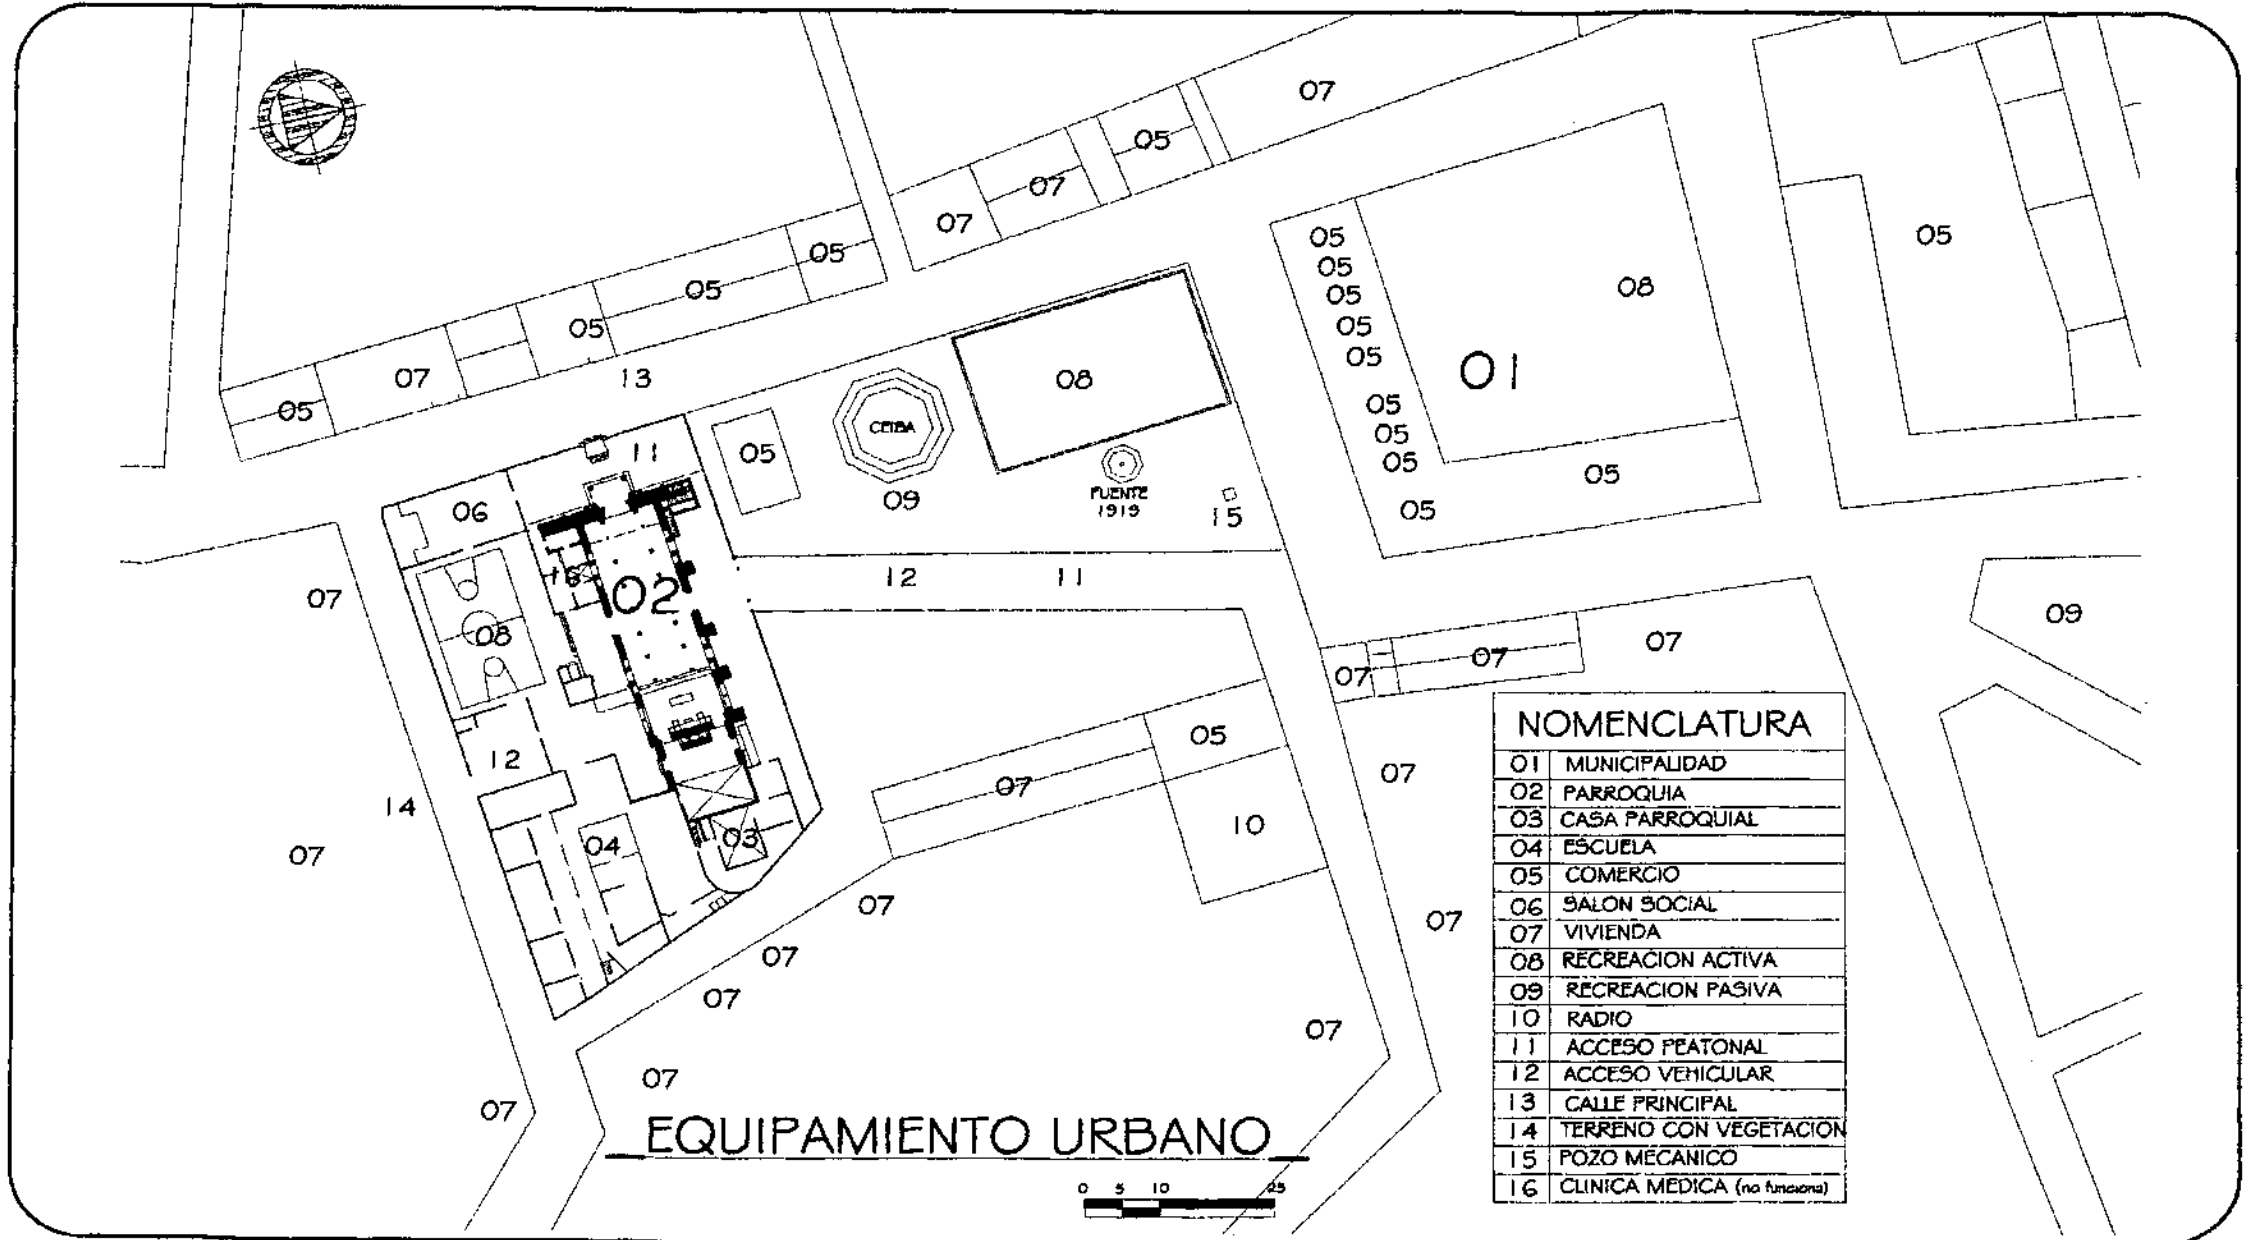 07
05
07
07
05
05
05
05
05
05
08
05
05
05
07
13
05
05
08
01
CEIBA
05
05
05
05
05
05
11
05
06
09
FUENTE
1919
15
16
02
12
11
07
08
09
07
07
07
12
05
07
07
14
10
04
03
07
07
07
07
07
07
07
07
EQUIPAMIENTO URBANO
0 5 10 25
NOMENCLATURA
01 MUNICIPALIDAD
02 PARROQUIA
03 CASA PARROQUIAL
04 ESCUELA
05 COMERCIO
06 SALON SOCIAL
07 VIVIENDA
08 RECREACION ACTIVA
09 RECREACION PASIVA
10 RADIO
11 ACCESO PEATONAL
12 ACCESO VEHICULAR
13 CALLE PRINCIPAL
14 TERRENO CON VEGETACION
15 POZO MECANICO
16 CLINICA MEDICA (no funciona)